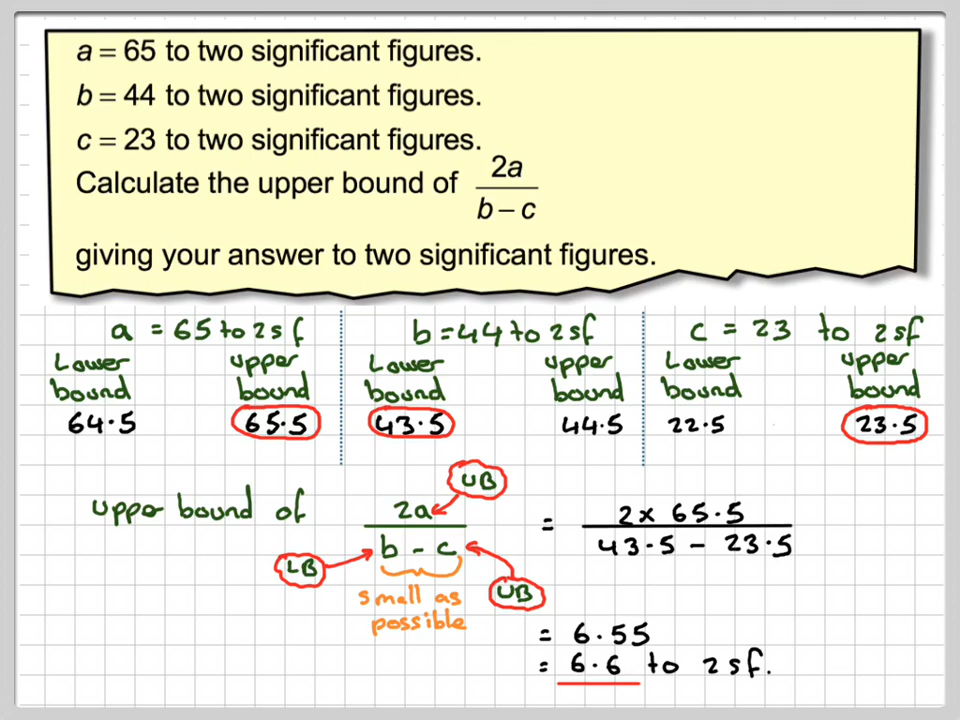 a = 65 to two significant figures.
b = 44 to two significant figures.
c = 23 to two significant figures.
Calculate the upper bound of 2a / b – c
giving your answer to two significant figures.
a = 65 to 2sf
Lower bound
upper bound
64.5
65.5
b = 44 to 2sf
Lower bound
upper bound
43.5
44.5
c = 23 to 2sf
Lower bound
upper bound
22.5
23.5
UB
upper bound of 2a / b - c = 2 x 65.5 / 43.5 - 23.5
LB
UB
small as
possible
= 6.55
= 6.6 to 2sf.